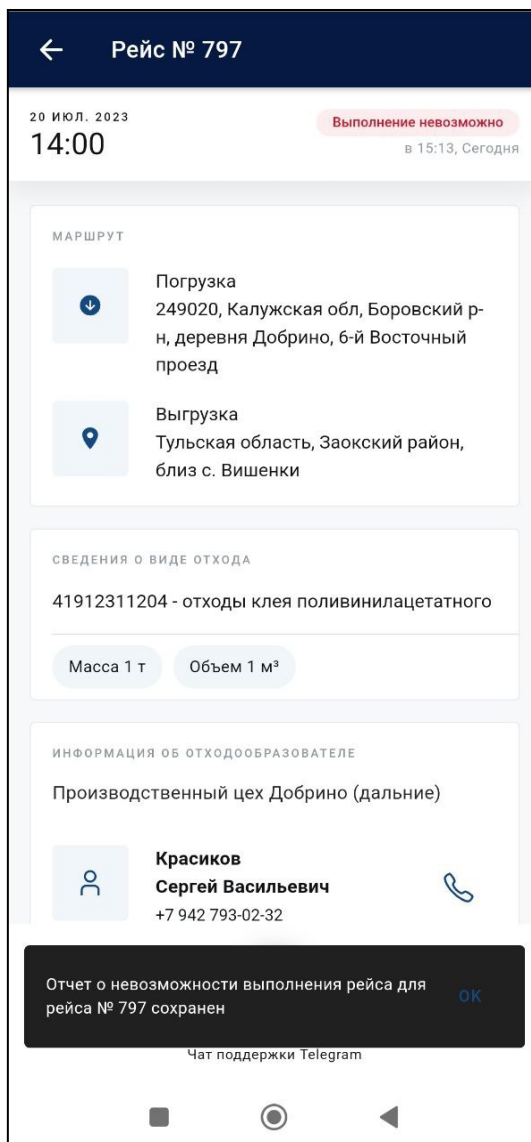 Рейс № 797
20 ИЮЛ. 2023
14:00
Выполнение невозможно
в 15:13, Сегодня
МАРШРУТ
Погрузка
249020, Калужская обл, Боровский р-
н, деревня Добрино, 6-й Восточный
проезд
Выгрузка
Тульская область, Заокский район,
близ с. Вишенки
СВЕДЕНИЯ О ВИДЕ ОТХОДА
41912311204 - отходы клея поливинилацетатного
Масса 1 т
Объем 1 м³
ИНФОРМАЦИЯ ОБ ОТХОДООБРАЗОВАТЕЛЕ
Производственный цех Добрино (дальние)
Красиков
Сергей Васильевич
+7 942 793-02-32
Отчет о невозможности выполнения рейса для
рейса № 797 сохранен
ОК
Чат поддержки Telegram